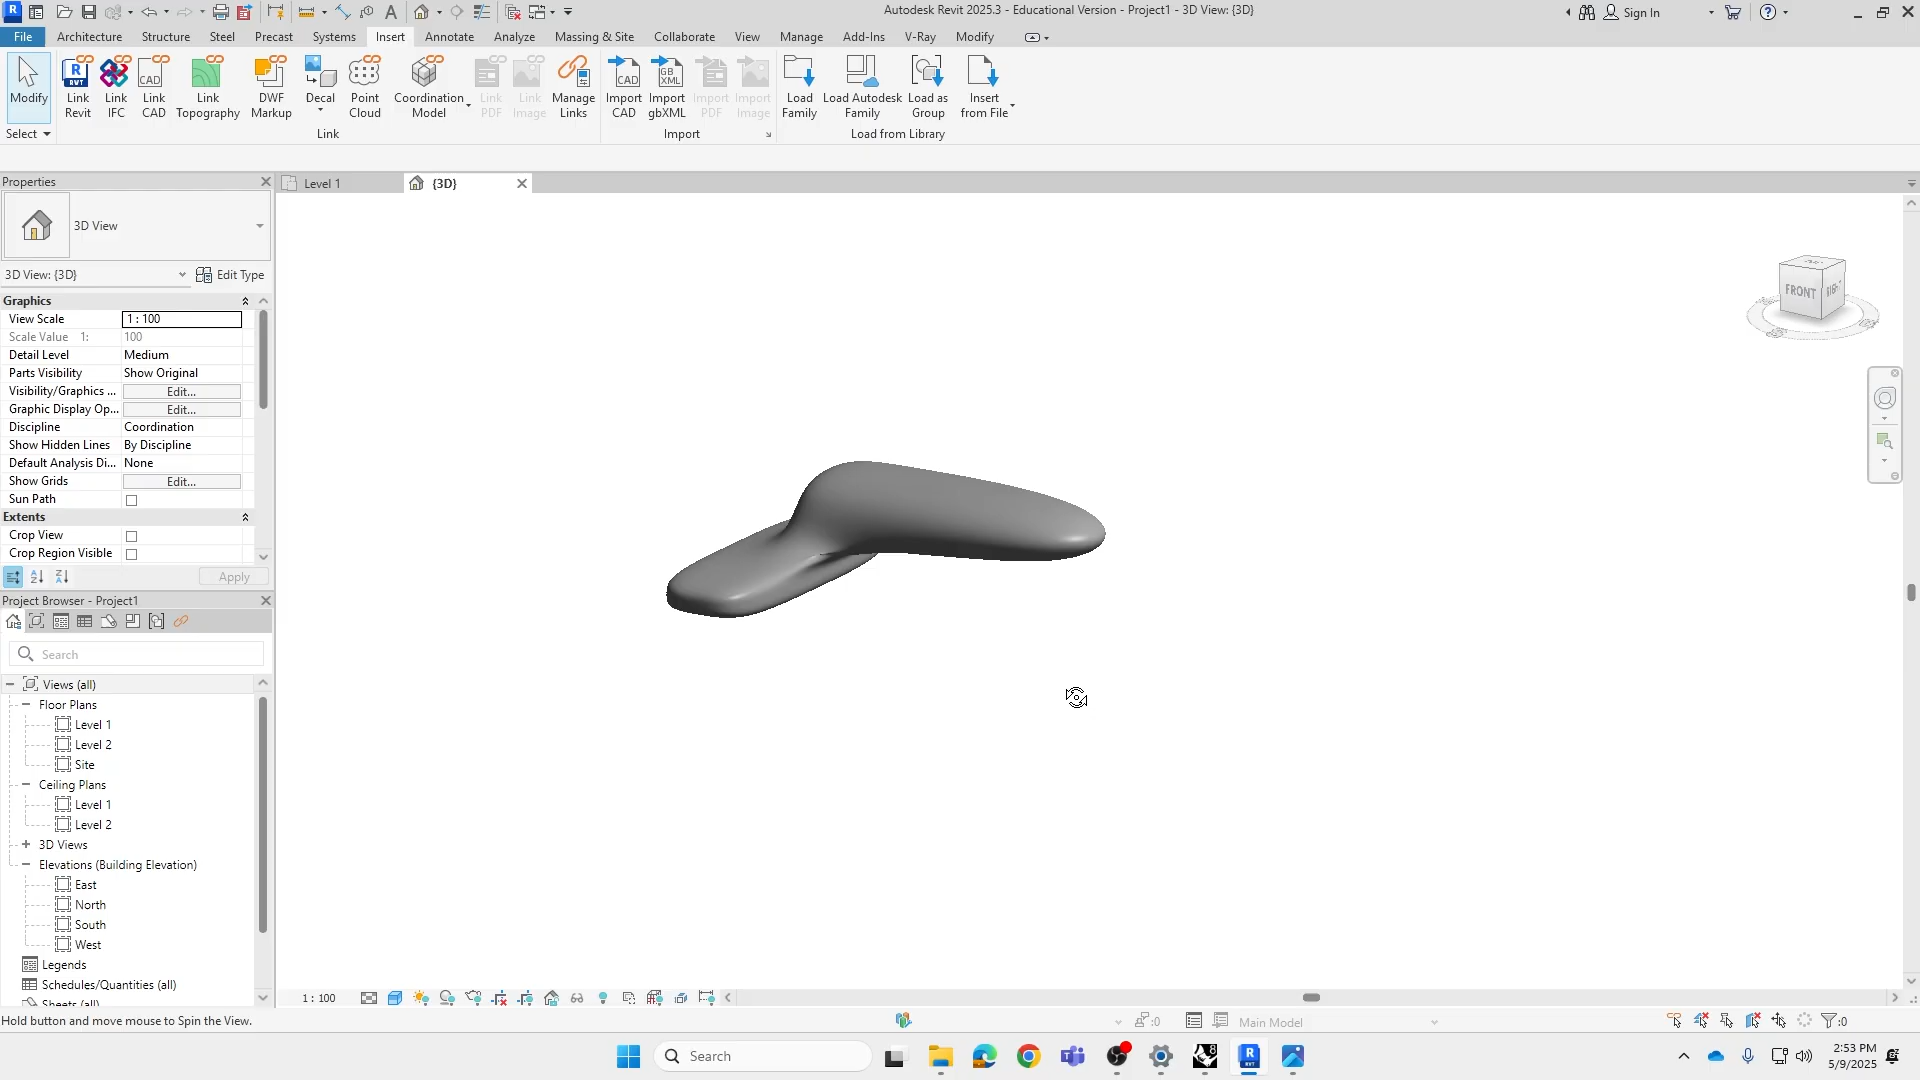 Autodesk Revit 2025.3 - Educational Version - Project1 - 3D View: {3D}
Sign In
File
Architecture
Structure
Steel
Precast
Systems
Insert
Annotate
Analyze
Massing & Site
Collaborate
View
Manage
Add-Ins
V-Ray
Modify
Modify
Link Revit
Link IFC
Link CAD
Link Topography
DWF Markup
Decal
Point Cloud
Coordination Model
Link PDF
Link Image
Manage Links
Import CAD
Import gbXML
Import PDF
Import Image
Load Family
Load Autodesk Family
Load as Group
Insert from File
Select
Link
Import
Load from Library
Properties
Level 1
{3D}
3D View
3D View: {3D}
Edit Type
Graphics
View Scale 1 : 100
Scale Value 1: 100
Detail Level Medium
Parts Visibility Show Original
Visibility/Graphics ... Edit...
Graphic Display Op... Edit...
Discipline Coordination
Show Hidden Lines By Discipline
Default Analysis Di... None
Show Grids Edit...
Sun Path
Extents
Crop View
Crop Region Visible
Apply
FRONT
RIGHT
Project Browser - Project1
Search
Views (all)
Floor Plans
Level 1
Level 2
Site
Ceiling Plans
Level 1
Level 2
3D Views
Elevations (Building Elevation)
East
North
South
West
Legends
Schedules/Quantities (all)
Sheets (all)
1 : 100
Hold button and move mouse to Spin the View.
:0
Main Model
:0
Search
2:53 PM
5/9/2025